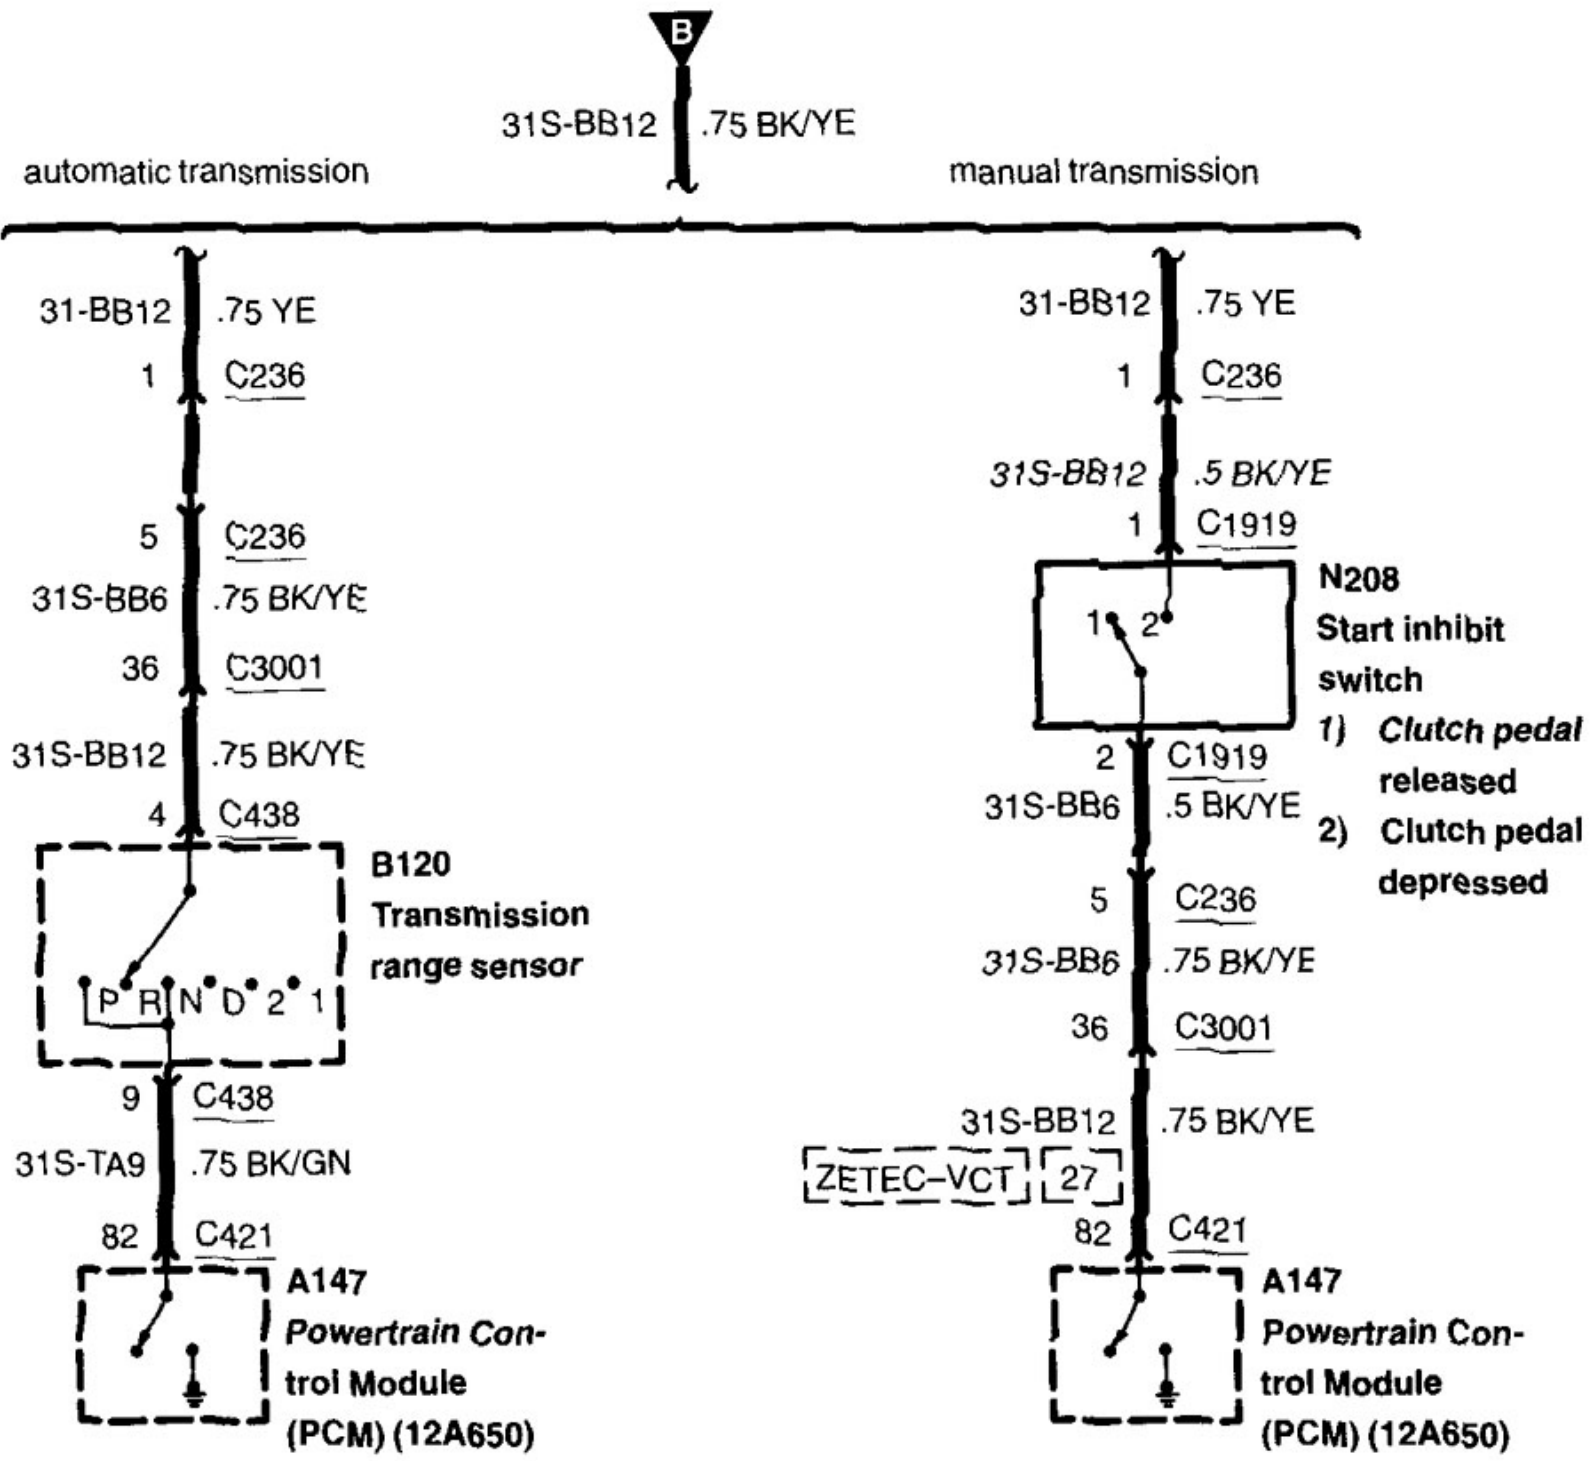 B
31S-BB12 .75 BK/YE
automatic transmission
31-BB12 .75 YE
1 C236
5 C236
31S-BB6 .75 BK/YE
36 C3001
31S-BB12 .75 BK/YE
4 C438
B120
Transmission
range sensor
P R N D 2 1
9 C438
31S-TA9 .75 BK/GN
82 C421
A147
Powertrain Con-
trol Module
(PCM) (12A650)
manual transmission
31-BB12 .75 YE
1 C236
31S-BB12 .5 BK/YE
1 C1919
1 2
N208
Start inhibit
switch
1) Clutch pedal
released
2) Clutch pedal
depressed
2 C1919
31S-BB6 .5 BK/YE
5 C236
31S-BB6 .75 BK/YE
36 C3001
31S-BB12 .75 BK/YE
ZETEC–VCT 27
82 C421
A147
Powertrain Con-
trol Module
(PCM) (12A650)